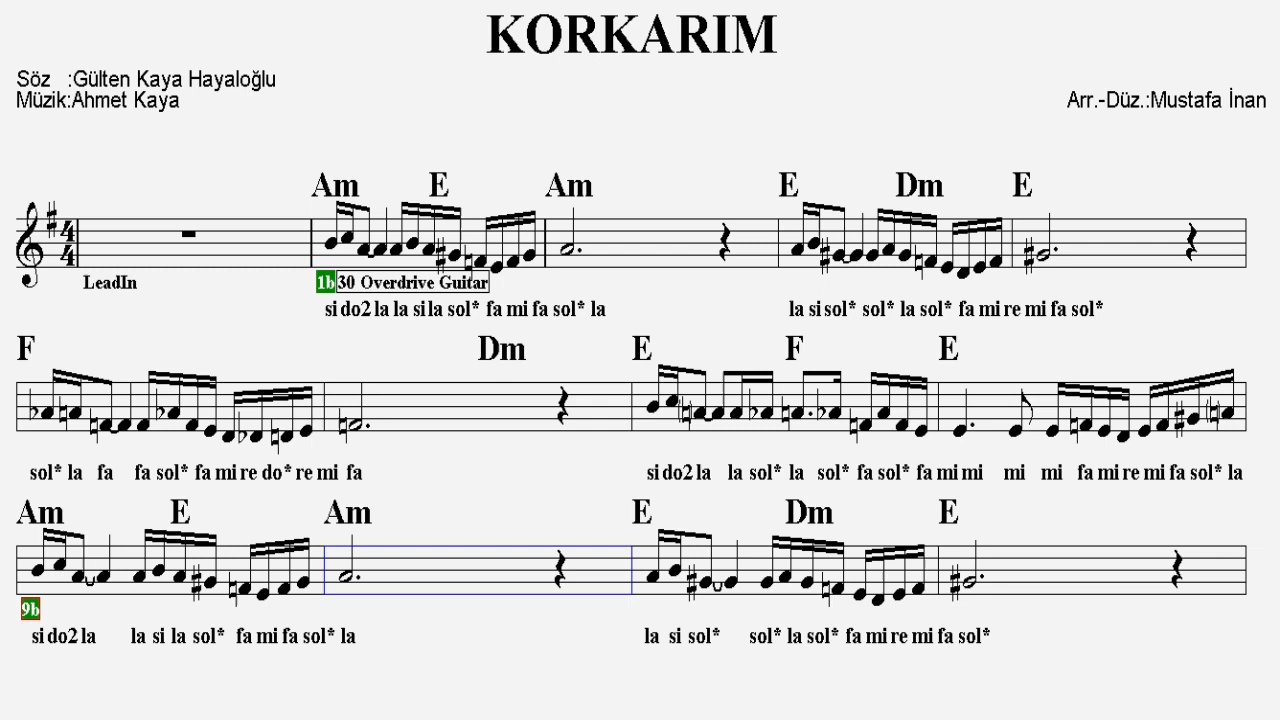 KORKARIM
Söz :Gülten Kaya Hayaloğlu
Müzik:Ahmet Kaya
Arr.-Düz.:Mustafa İnan
Am E Am E Dm E
4
4
LeadIn
1b 30 Overdrive Guitar
si do2 la la si la sol* fa mi fa sol* la la si sol* sol* la sol* fa mi re mi fa sol*
F Dm E F E
sol* la fa fa sol* fa mi re do* re mi fa si do2 la la sol* la sol* fa sol* fa mi mi mi mi fa mi re mi fa sol* la
Am E Am E Dm E
9b
si do2 la la si la sol* fa mi fa sol* la la si sol* sol* la sol* fa mi re mi fa sol*